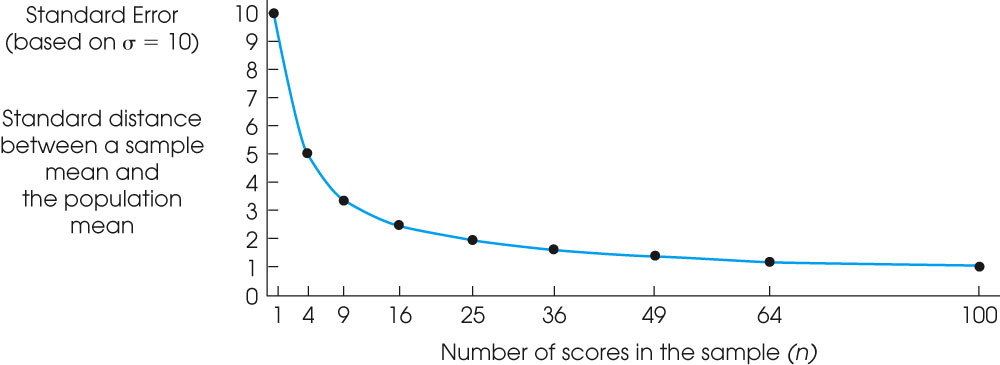 Standard Error
(based on σ = 10)
Standard distance
between a sample
mean and
the population
mean
10
9
8
7
6
5
4
3
2
1
0
1 4 9 16 25 36 49 64 100
Number of scores in the sample (n)